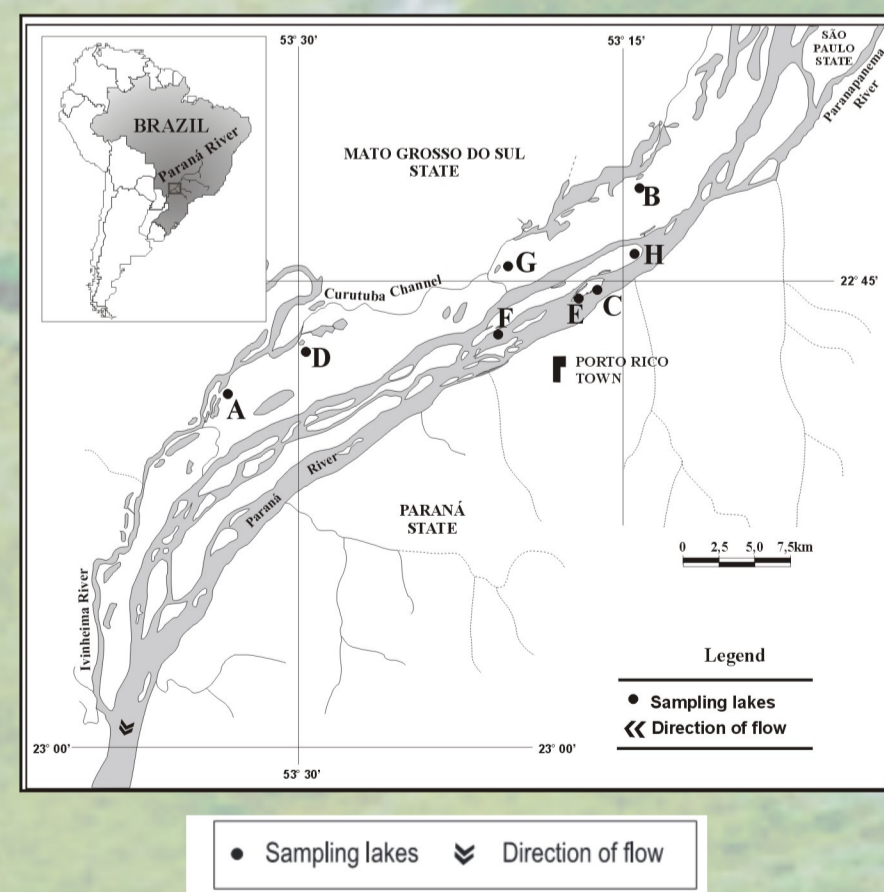 53° 30'
53° 15'
SÃO
PAULO
STATE
Paranapanema
River
BRAZIL
Paraná River
MATO GROSSO DO SUL
STATE
B
G
H
22° 45'
Curutuba Channel
E
C
F
D
PORTO RICO
TOWN
A
Paraná River
PARANÁ
STATE
0 2,5 5,0 7,5km
Ivinheima River
Legend
Sampling lakes
Direction of flow
23° 00'
23° 00'
53° 30'
Sampling lakes Direction of flow